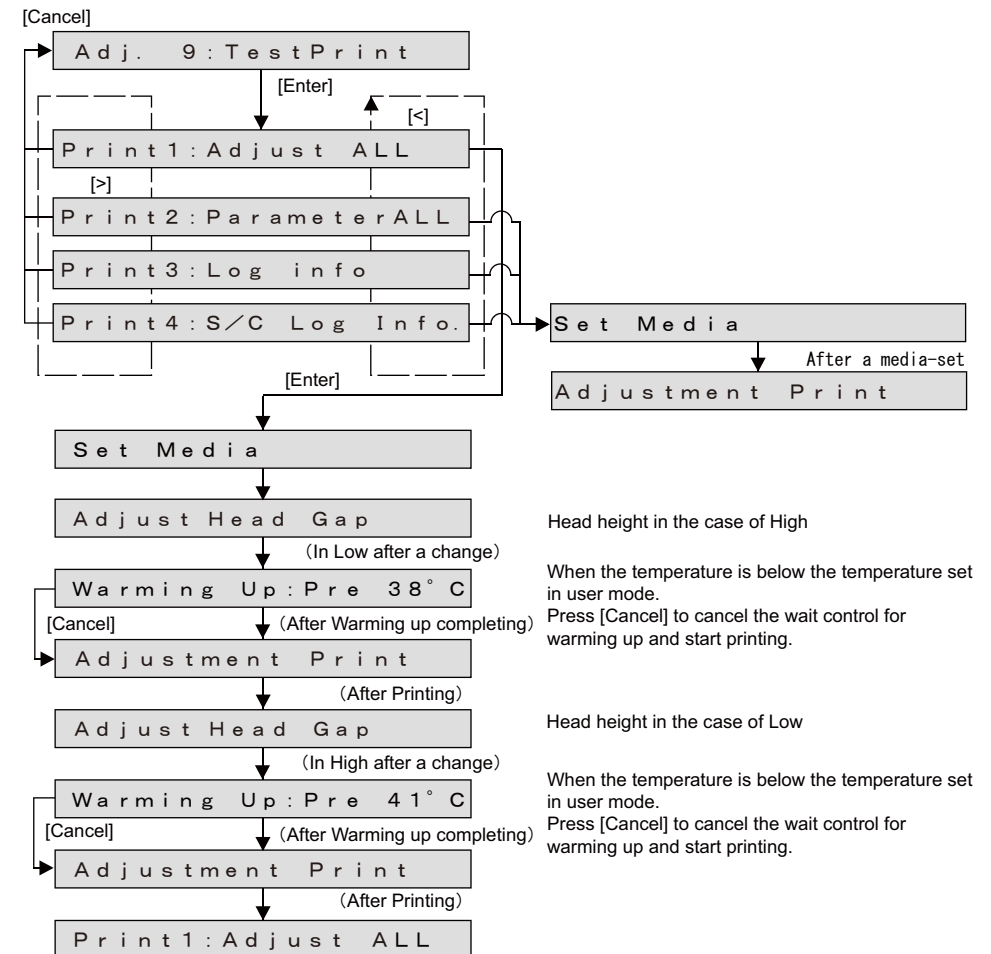 [Cancel]
Adj. 9:TestPrint
[Enter]
[<]
Print1:Adjust ALL
[>]
Print2:ParameterALL
Print3:Log info
Print4:S/C Log Info.
Set Media
After a media-set
Adjustment Print
[Enter]
Set Media
Adjust Head Gap
Head height in the case of High
(In Low after a change)
Warming Up:Pre 38°C
When the temperature is below the temperature set
in user mode.
Press [Cancel] to cancel the wait control for
warming up and start printing.
[Cancel]
(After Warming up completing)
Adjustment Print
(After Printing)
Adjust Head Gap
Head height in the case of Low
(In High after a change)
Warming Up:Pre 41°C
When the temperature is below the temperature set
in user mode.
Press [Cancel] to cancel the wait control for
warming up and start printing.
[Cancel]
(After Warming up completing)
Adjustment Print
(After Printing)
Print1:Adjust ALL